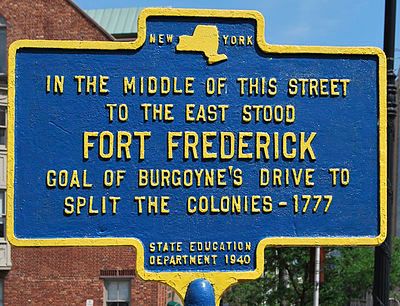 NEW YORK
IN THE MIDDLE OF THIS STREET
TO THE EAST STOOD
FORT FREDERICK
GOAL OF BURGOYNE'S DRIVE TO
SPLIT THE COLONIES - 1777
STATE EDUCATION
DEPARTMENT 1940